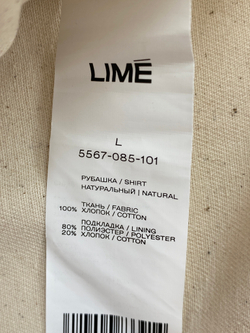 LIMĒ
L
5567-085-101
РУБАШКА / SHIRT
НАТУРАЛЬНЫЙ | NATURAL
ТКАНЬ / FABRIC
100% ХЛОПОК / COTTON
ПОДКЛАДКА / LINING
80% ПОЛИЭСТЕР / POLYESTER
20% ХЛОПОК / COTTON